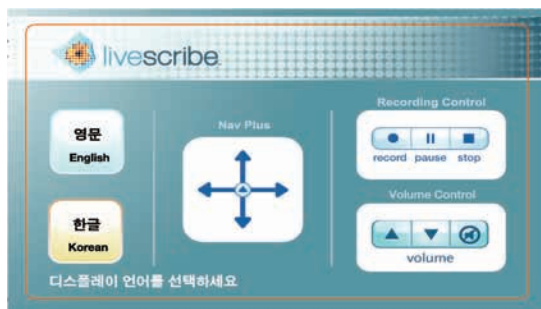 livescribe
영문
English
한글
Korean
디스플레이 언어를 선택하세요
Nav Plus
Recording Control
record pause stop
Volume Control
volume